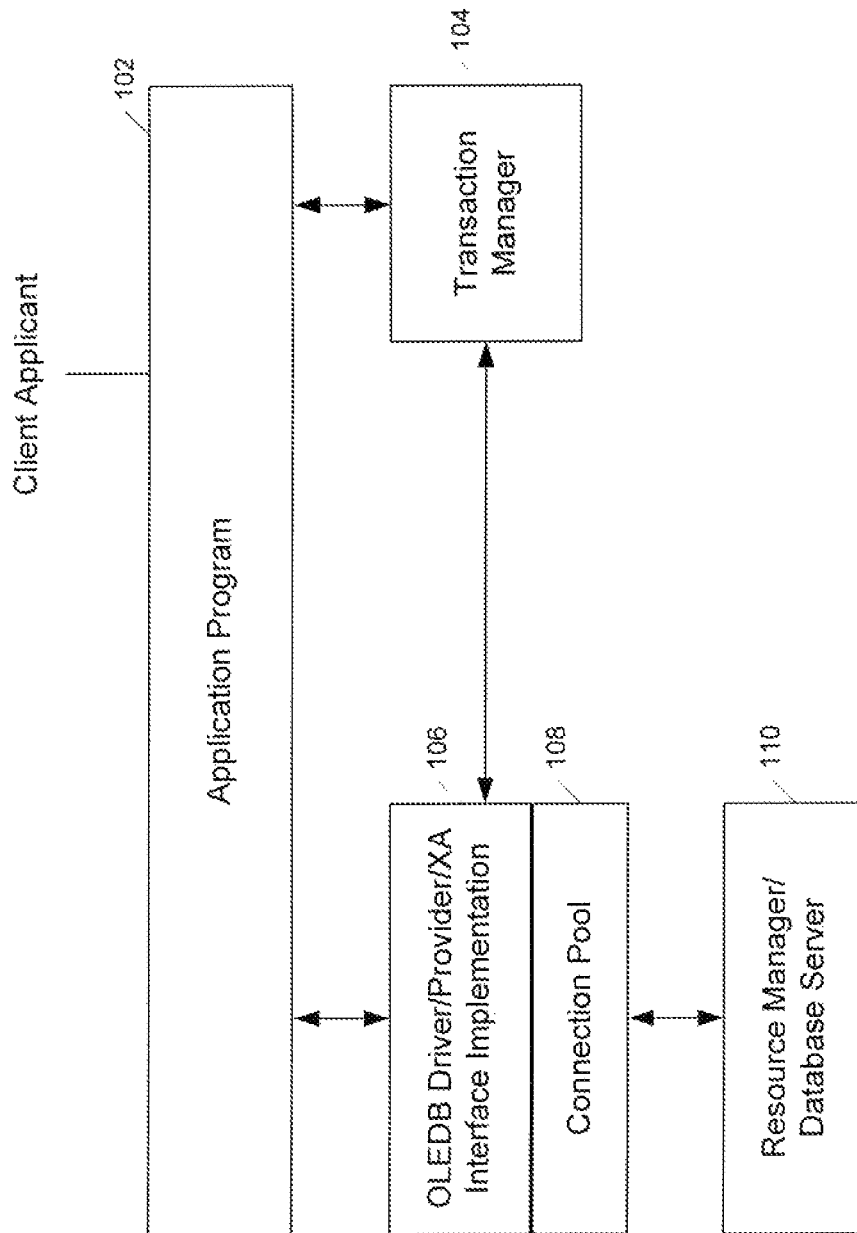 Client Applicant
102
Application Program
106
OLEDB Driver/Provider/XA
Interface Implementation
104
Transaction
Manager
108
Connection Pool
110
Resource Manager/
Database Server